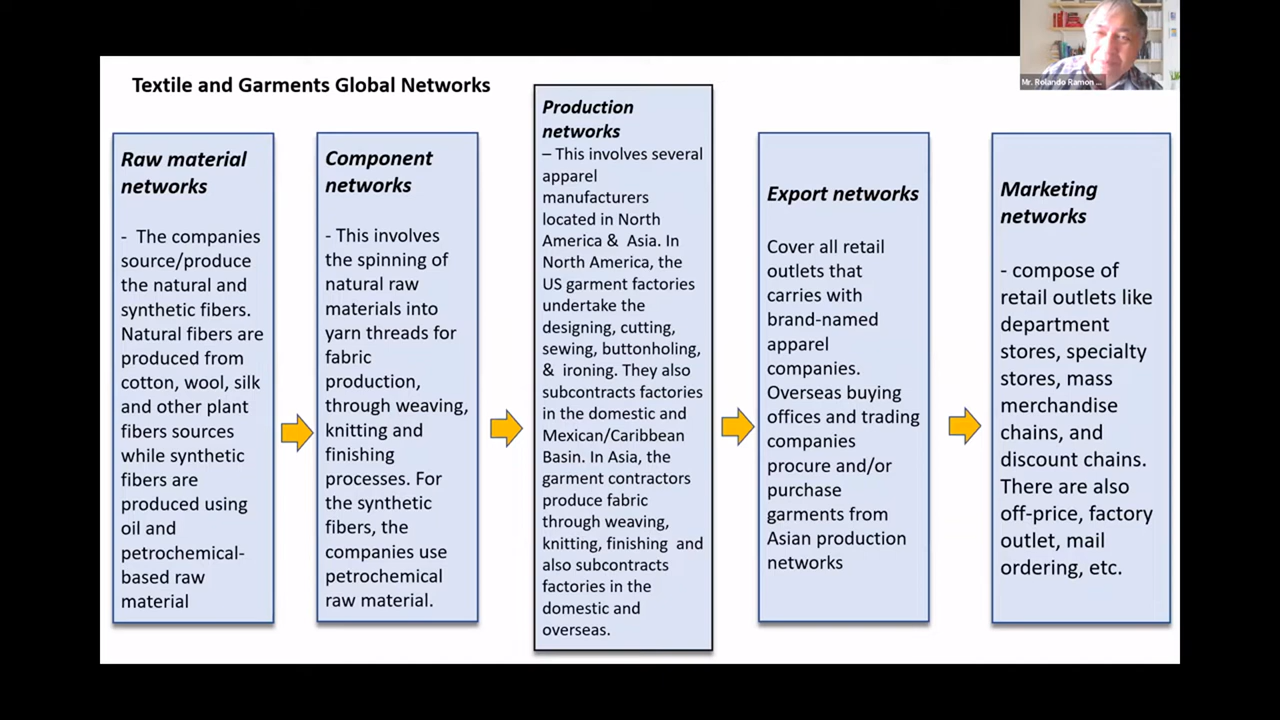 Textile and Garments Global Networks
Mr. Rolando Ramon ...
Raw material
networks
- The companies
source/produce
the natural and
synthetic fibers.
Natural fibers are
produced from
cotton, wool, silk
and other plant
fibers sources
while synthetic
fibers are
produced using
oil and
petrochemical-
based raw
material
Component
networks
- This involves
the spinning of
natural raw
materials into
yarn threads for
fabric
production,
through weaving,
knitting and
finishing
processes. For
the synthetic
fibers, the
companies use
petrochemical
raw material.
Production
networks
– This involves several
apparel
manufacturers
located in North
America & Asia. In
North America, the
US garment factories
undertake the
designing, cutting,
sewing, buttonholing,
& ironing. They also
subcontracts factories
in the domestic and
Mexican/Caribbean
Basin. In Asia, the
garment contractors
produce fabric
through weaving,
knitting, finishing and
also subcontracts
factories in the
domestic and
overseas.
Export networks
Cover all retail
outlets that
carries with
brand-named
apparel
companies.
Overseas buying
offices and trading
companies
procure and/or
purchase
garments from
Asian production
networks
Marketing
networks
- compose of
retail outlets like
department
stores, specialty
stores, mass
merchandise
chains, and
discount chains.
There are also
off-price, factory
outlet, mail
ordering, etc.